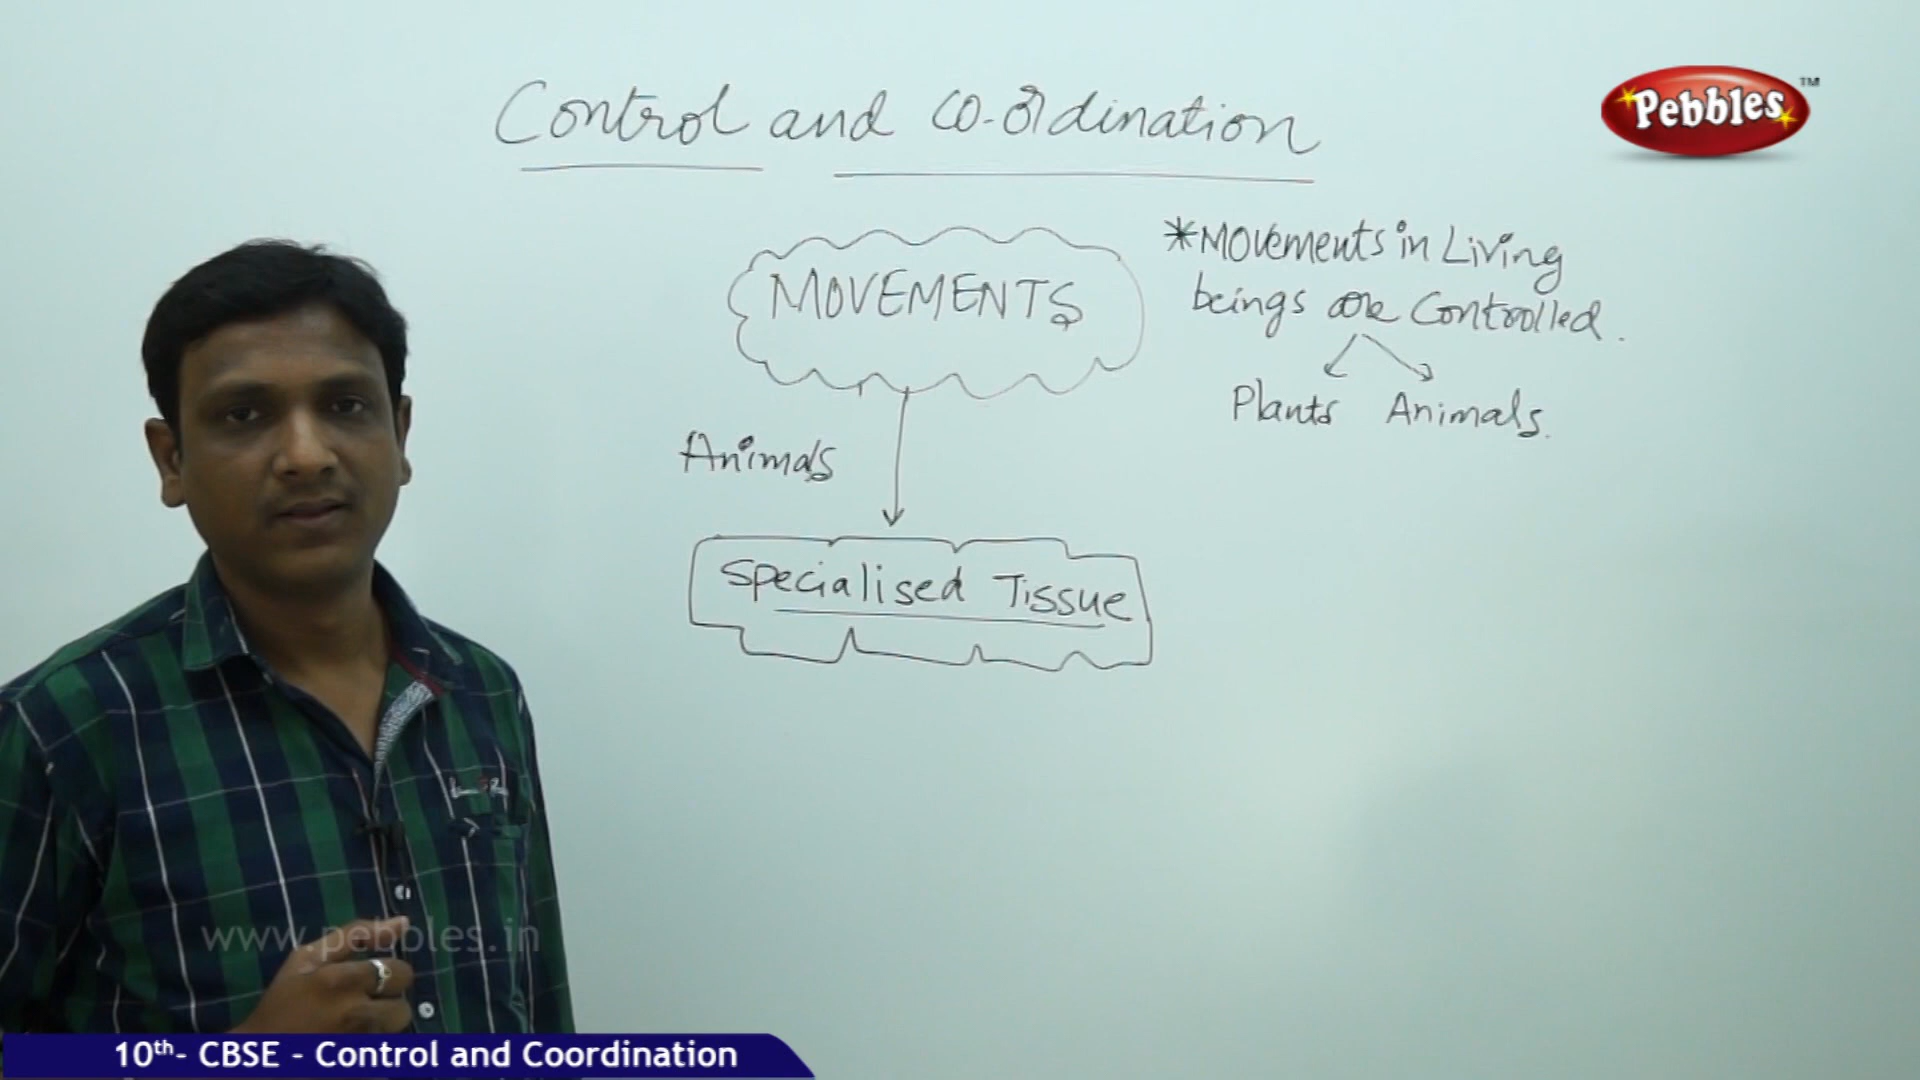 Control and co-ordination
Pebbles™
MOVEMENTS
*Movements in Living
beings are Controlled.
Plants Animals.
Animals
Specialised Tissue
www.pebbles.in
10th- CBSE - Control and Coordination